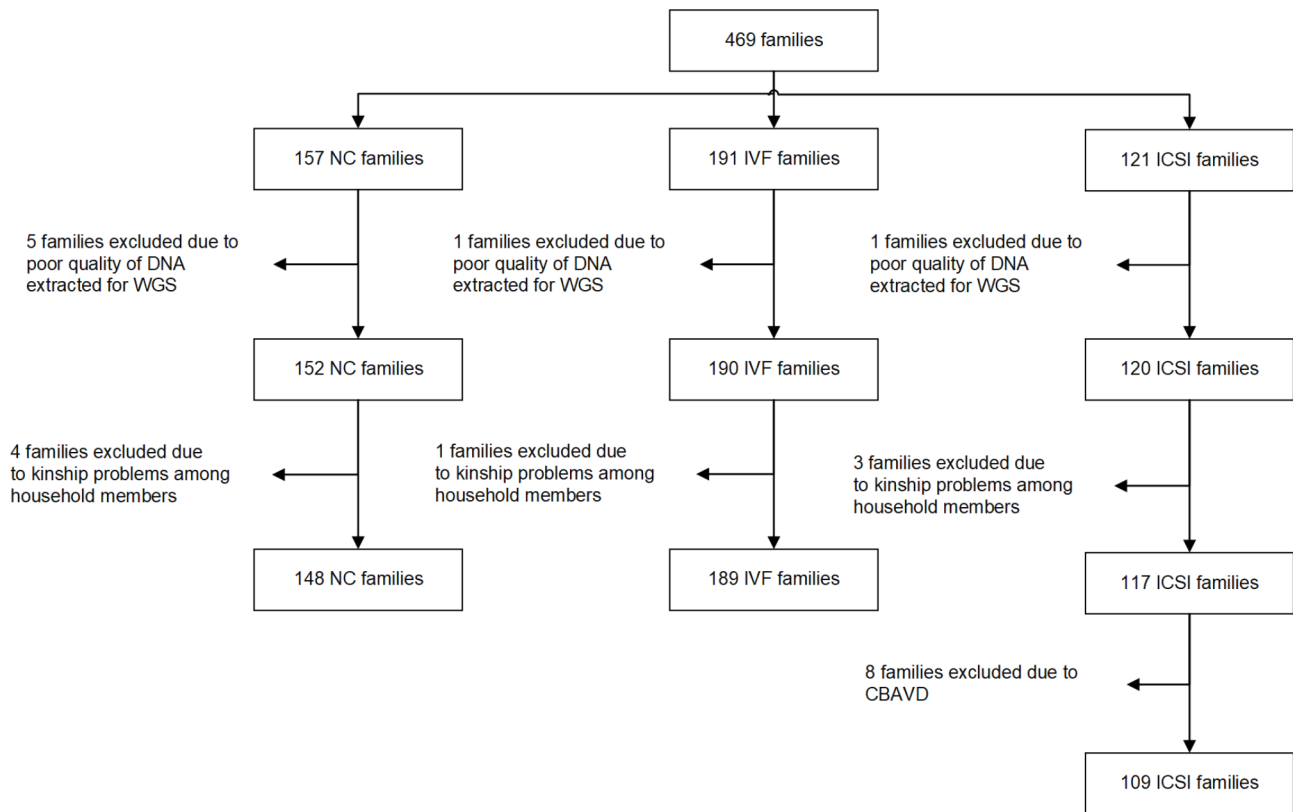 469 families
157 NC families
191 IVF families
121 ICSI families
5 families excluded due to
poor quality of DNA
extracted for WGS
1 families excluded due to
poor quality of DNA
extracted for WGS
1 families excluded due to
poor quality of DNA
extracted for WGS
152 NC families
190 IVF families
120 ICSI families
4 families excluded due
to kinship problems among
household members
1 families excluded due
to kinship problems among
household members
3 families excluded due
to kinship problems among
household members
148 NC families
189 IVF families
117 ICSI families
8 families excluded due to
CBAVD
109 ICSI families